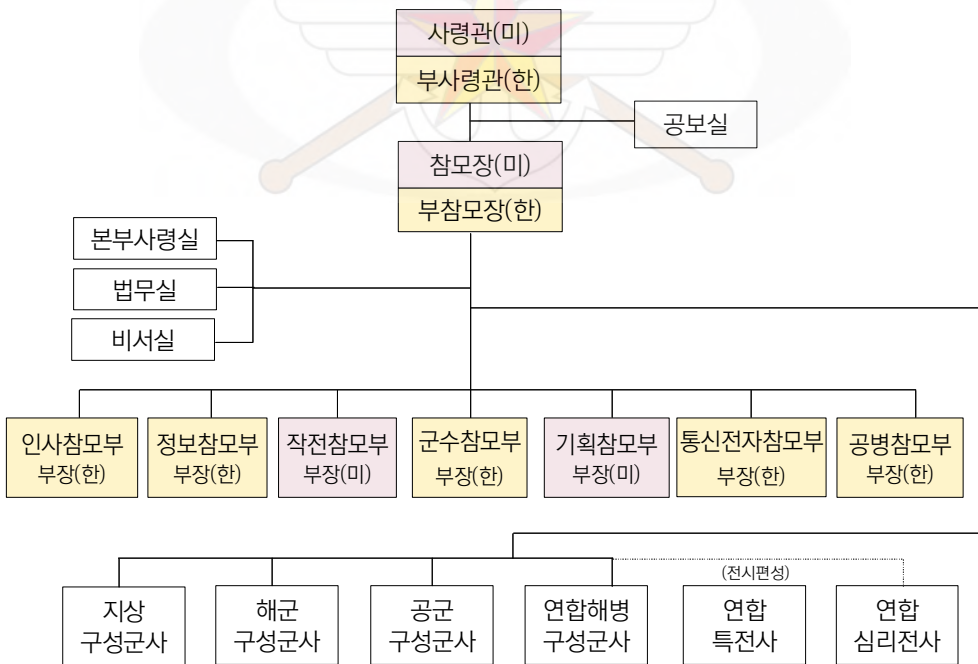 사령관(미)
부사령관(한)
공보실
참모장(미)
부참모장(한)
본부사령실
법무실
비서실
인사참모부
부장(한)
정보참모부
부장(한)
작전참모부
부장(미)
군수참모부
부장(한)
기획참모부
부장(미)
통신전자참모부
부장(한)
공병참모부
부장(한)
(전시편성)
지상
구성군사
해군
구성군사
공군
구성군사
연합해병
구성군사
연합
특전사
연합
심리전사